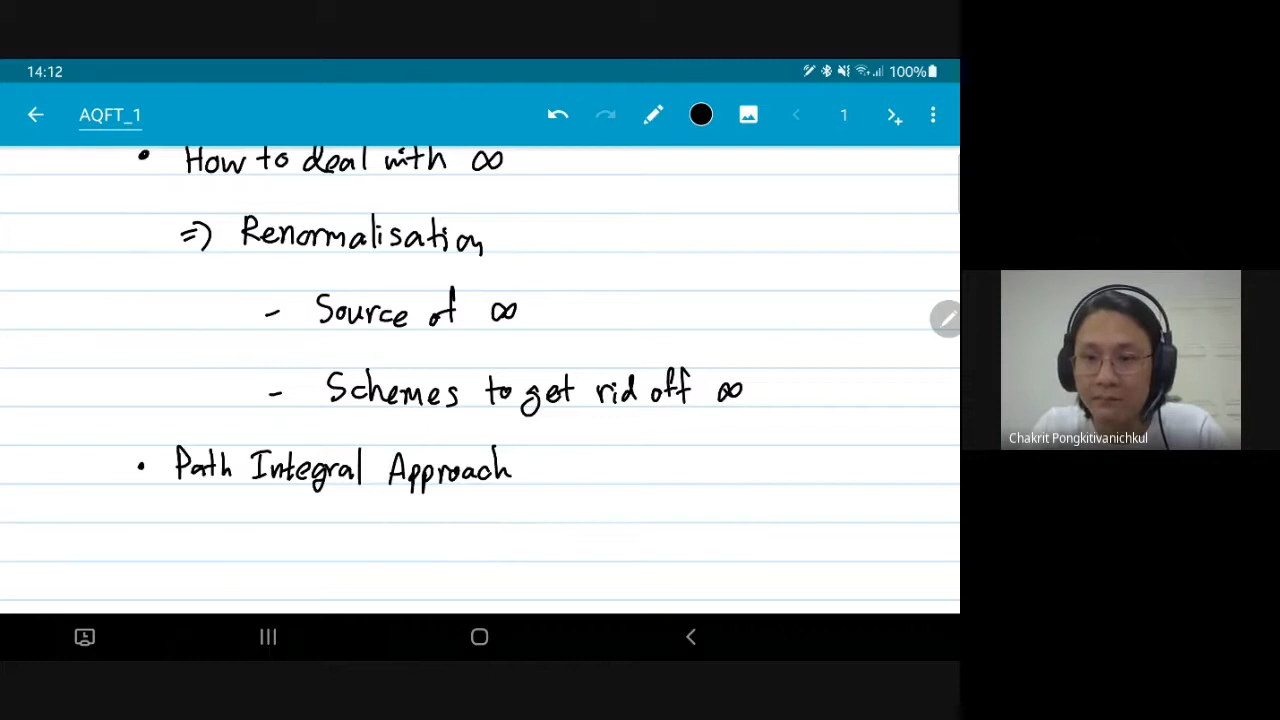 14:12
100%
AQFT_1
1
• How to deal with ∞
⇒ Renormalisation
- Source of ∞
- Schemes to get rid off ∞
• Path Integral Approach
Chakrit Pongkitivanichkul